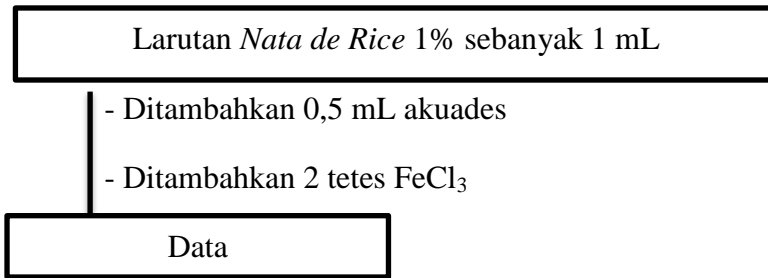 Larutan Nata de Rice 1% sebanyak 1 mL
- Ditambahkan 0,5 mL akuades
- Ditambahkan 2 tetes FeCl₃
Data